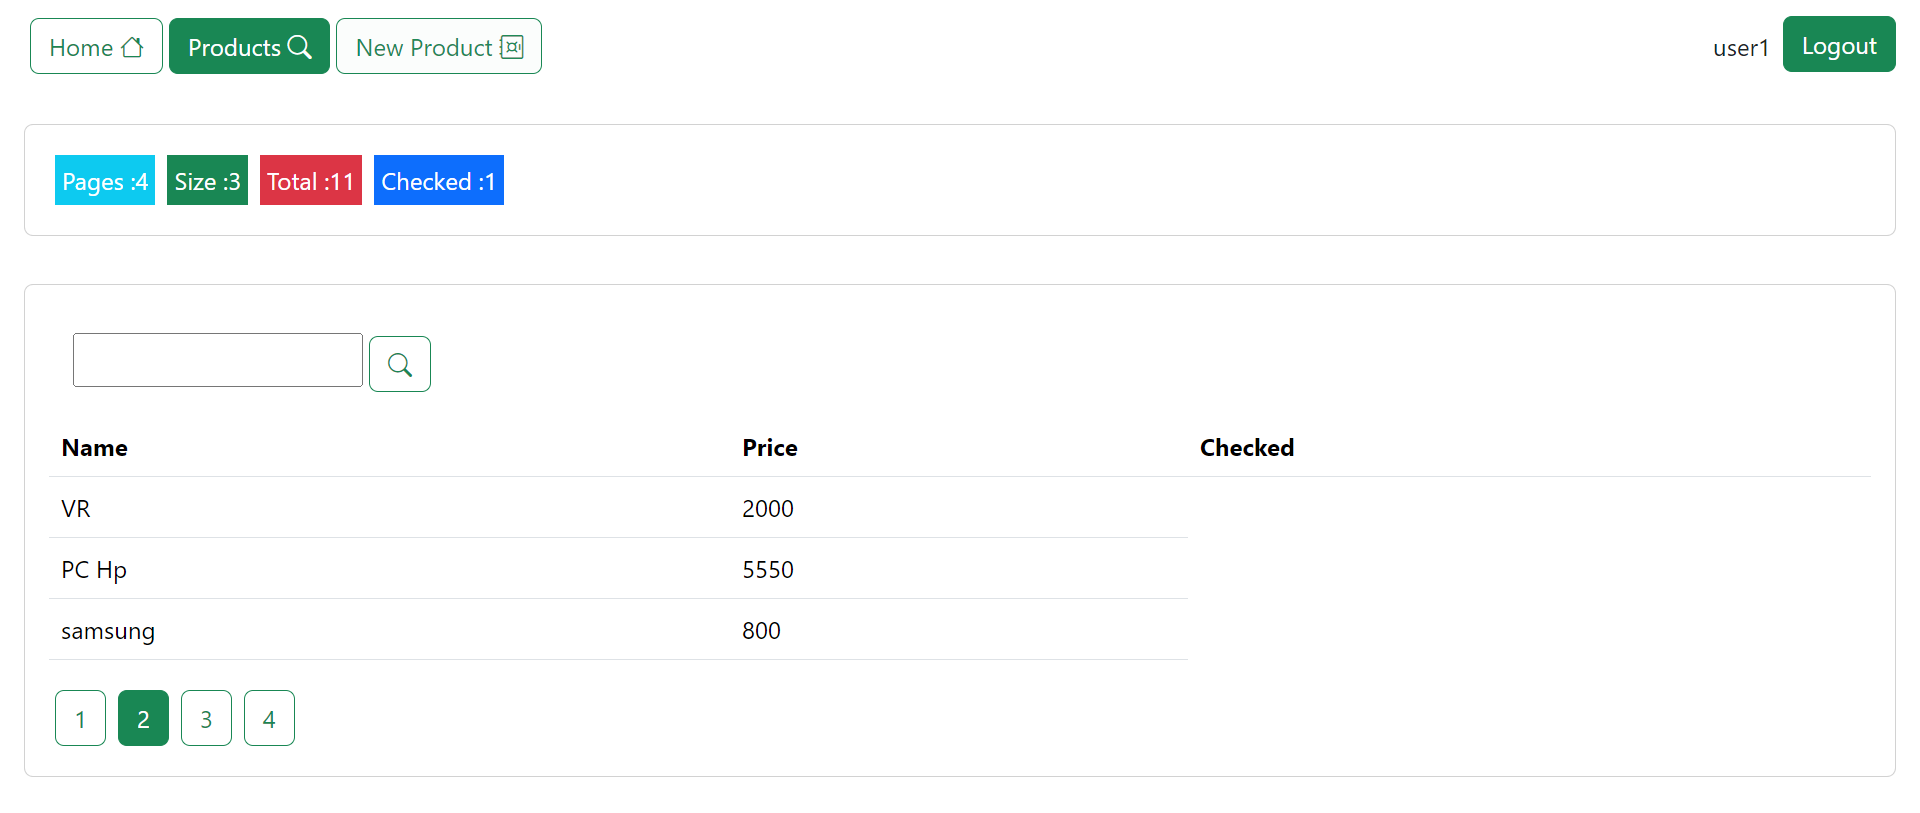 Home Products New Product user1 Logout
Pages :4 Size :3 Total :11 Checked :1
Name Price Checked
VR 2000
PC Hp 5550
samsung 800
1 2 3 4